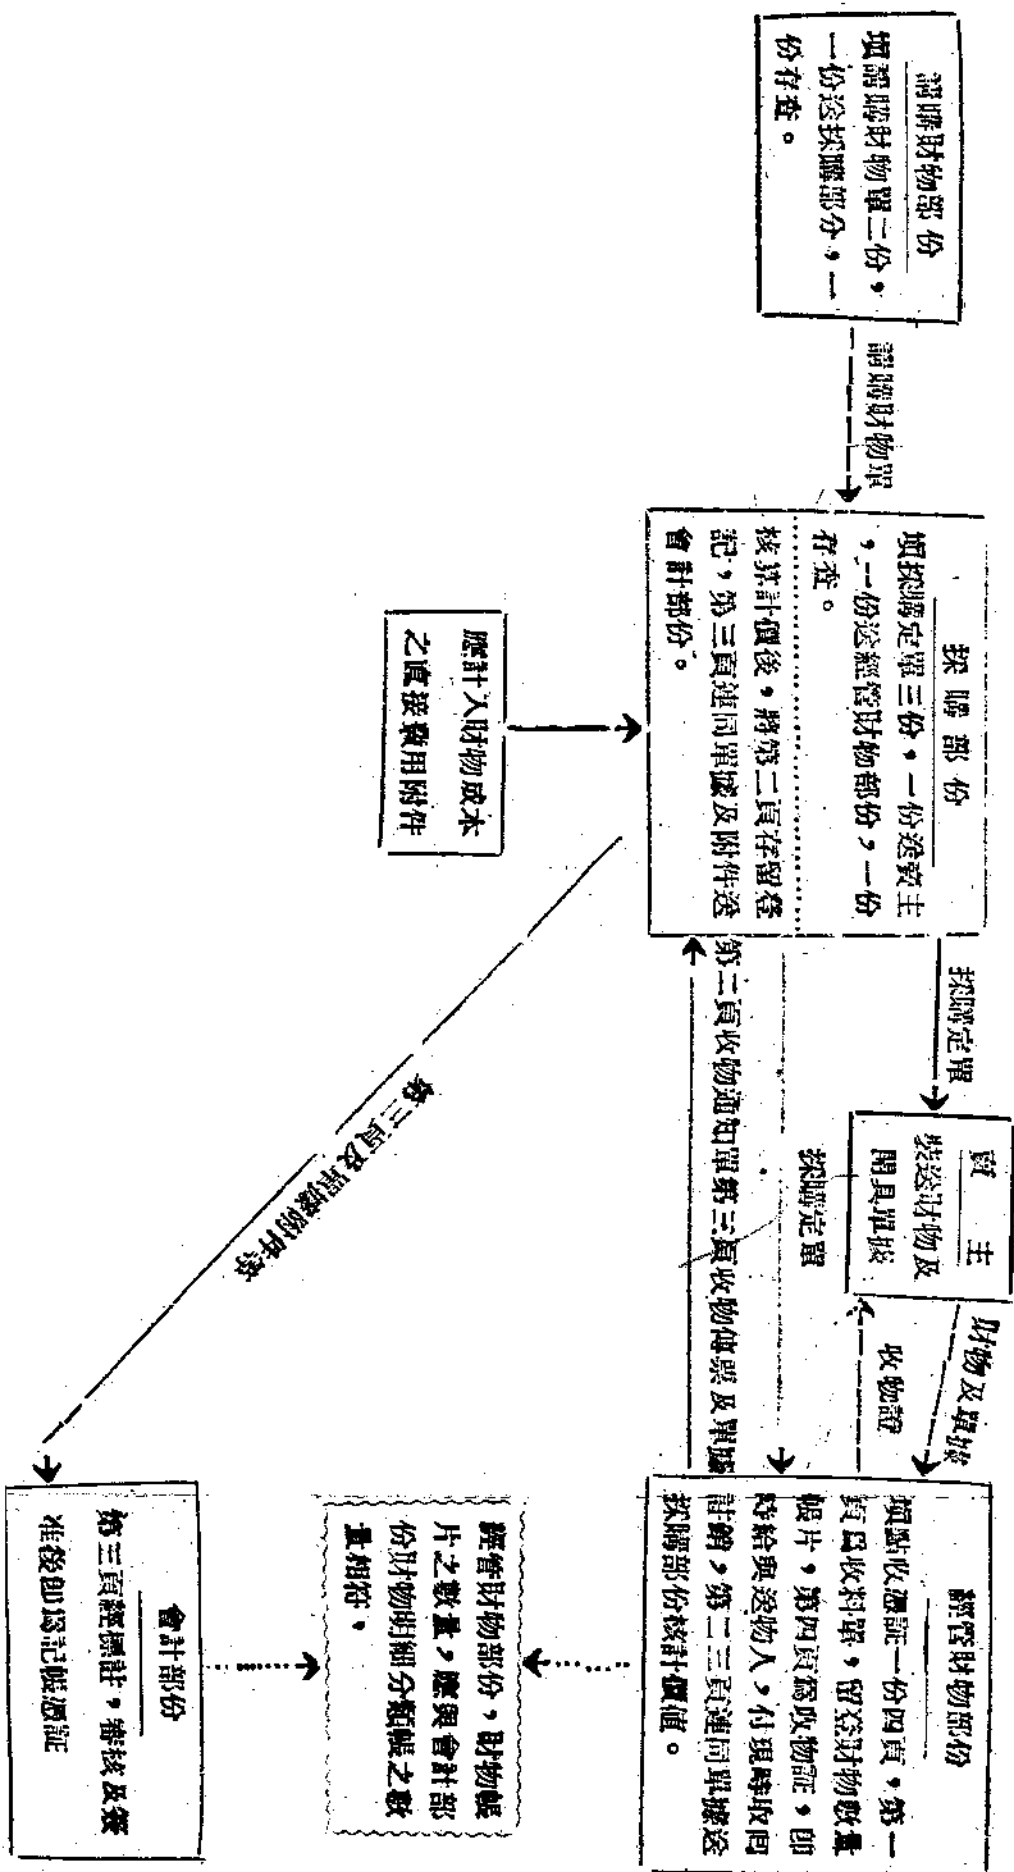 請購財物部份
填請購財物單二份，
一份送採購部分，一
份存查。
請購財物單
採購部份
填採購定單三份，一份送賣主
，一份送經管財物部份，一份
存查。
核算計價後，將第二頁存留登
記，第三頁連同單據及附件送
會計部份。
應計入財物成本
之直接費用附件
採購定單
賣主
裝送財物及
開具單據
財物及單據
收物證
採購定單
第二頁收物通知單第三頁收物傳票及單據
第三頁及單據附件等
經管財物部份
填點收憑証一份四頁，第一
頁爲收料單，留登財物數量
帳片，第四頁爲收物証，即
時給與送物人，付現時收回
註銷，第二三頁連同單據送
採購部份核計價值。
經管財物部份，財物帳
片之數量，應與會計部
份財物明細分類帳之數
量相符，
會計部份
第三頁經標註，審核及簽
准後即爲記帳憑証